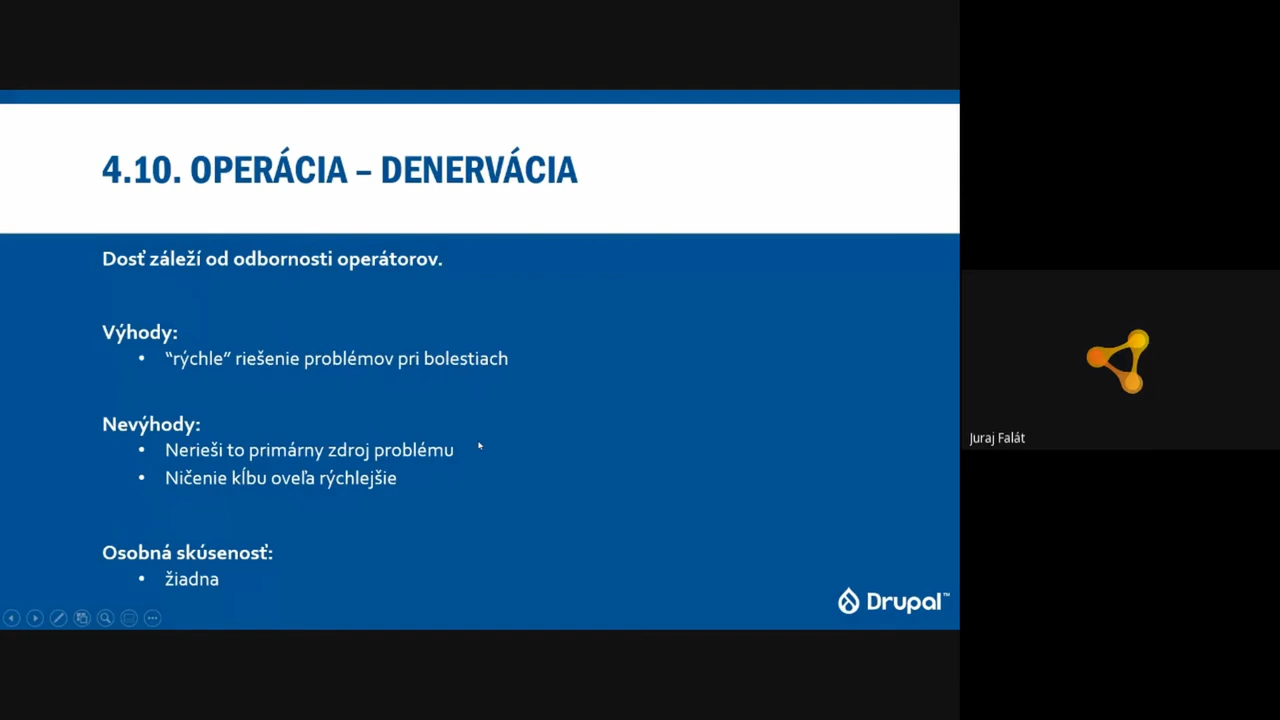 4.10. OPERÁCIA – DENERVÁCIA
Dosť záleží od odbornosti operátorov.
Výhody:
• “rýchle” riešenie problémov pri bolestiach
Nevýhody:
• Nerieši to primárny zdroj problému
• Ničenie kĺbu oveľa rýchlejšie
Osobná skúsenosť:
• žiadna
Drupal™
Juraj Falát